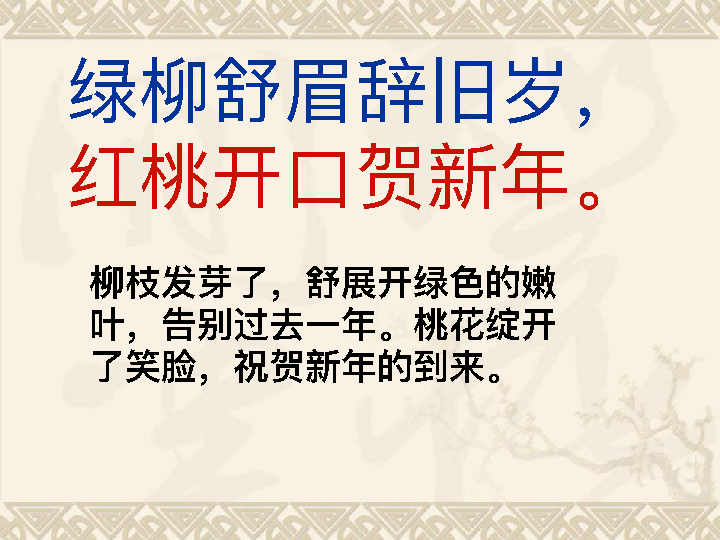 绿柳舒眉辞旧岁，
红桃开口贺新年。
柳枝发芽了，舒展开绿色的嫩
叶，告别过去一年。桃花绽开
了笑脸，祝贺新年的到来。